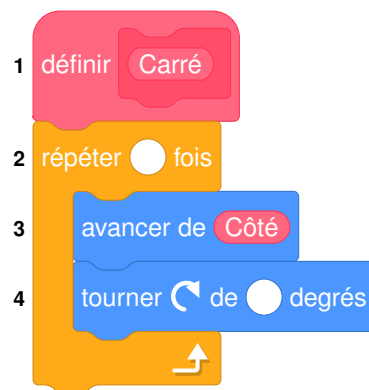 1 définir Carré
2 répéter fois
3 avancer de Côté
4 tourner de degrés